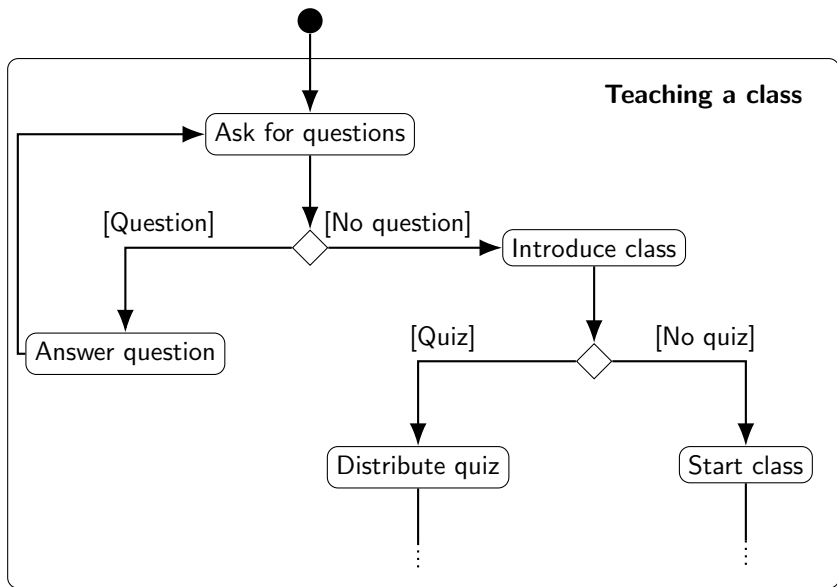 Teaching a class
Ask for questions
[Question]
[No question]
Introduce class
Answer question
[Quiz]
[No quiz]
Distribute quiz
Start class